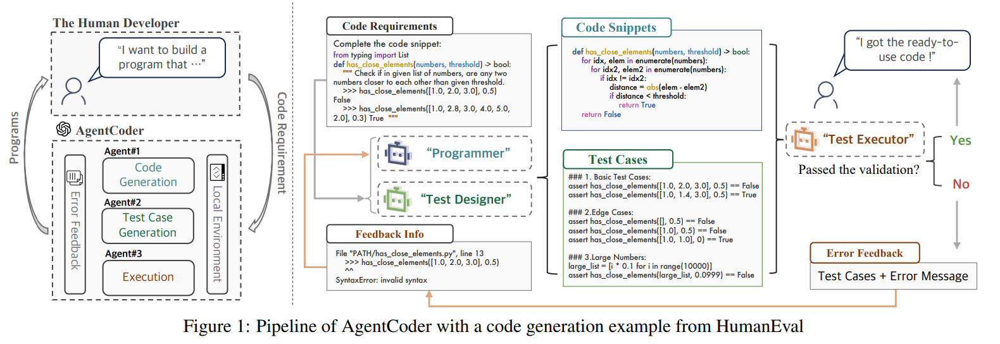 The Human Developer
“I want to build a
program that ⋯”
Programs
Code Requirement
AgentCoder
Error Feedback
Agent#1
Code
Generation
Agent#2
Test Case
Generation
Agent#3
Execution
Local Environment
Code Requirements
Complete the code snippet:
from typing import List
def has_close_elements(numbers, threshold) -> bool:
""" Check if in given list of numbers, are any two
numbers closer to each other than given threshold.
>>> has_close_elements([1.0, 2.0, 3.0], 0.5)
False
>>> has_close_elements([1.0, 2.8, 3.0, 4.0, 5.0,
2.0], 0.3) True """
“Programmer”
“Test Designer”
Feedback Info
File "PATH/has_close_elements.py", line 13
>>> has_close_elements([1.0, 2.0, 3.0], 0.5)
^^
SyntaxError: invalid syntax
Code Snippets
def has_close_elements(numbers, threshold) -> bool:
for idx, elem in enumerate(numbers):
for idx2, elem2 in enumerate(numbers):
if idx != idx2:
distance = abs(elem - elem2)
if distance < threshold:
return True
return False
Test Cases
### 1. Basic Test Cases:
assert has_close_elements([1.0, 2.0, 3.0], 0.5) == False
assert has_close_elements([1.0, 1.4, 3.0], 0.5) == True
### 2.Edge Cases:
assert has_close_elements([], 0.5) == False
assert has_close_elements([1.0], 0.5) == False
assert has_close_elements([1.0, 1.0], 0) == True
### 3.Large Numbers:
large_list = [i * 0.1 for i in range(10000)]
assert has_close_elements(large_list, 0.0999) == False
“I got the ready-to-
use code !”
“Test Executor”
Passed the validation?
Yes
No
Error Feedback
Test Cases + Error Message
Figure 1: Pipeline of AgentCoder with a code generation example from HumanEval